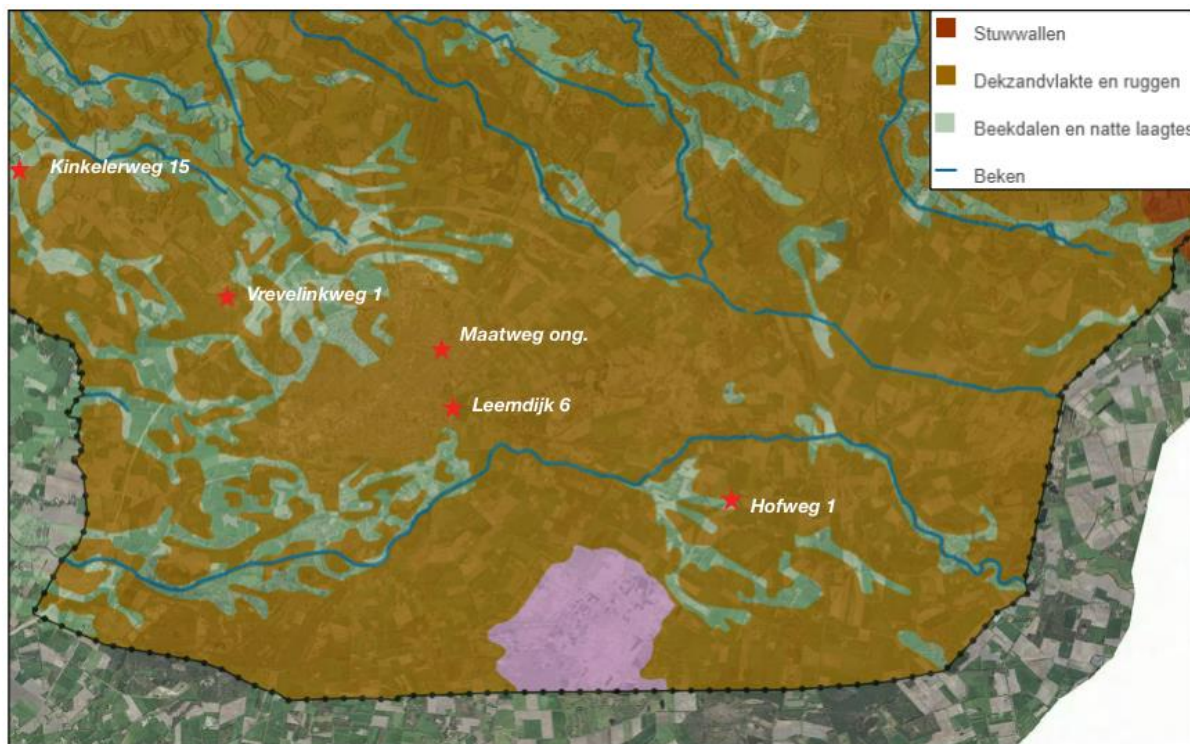 Stuwwallen
Dekzandvlakte en ruggen
Beekdalen en natte laagtes
Beken
Kinkelerweg 15
Vrevelinkweg 1
Maatweg ong.
Leemdijk 6
Hofweg 1